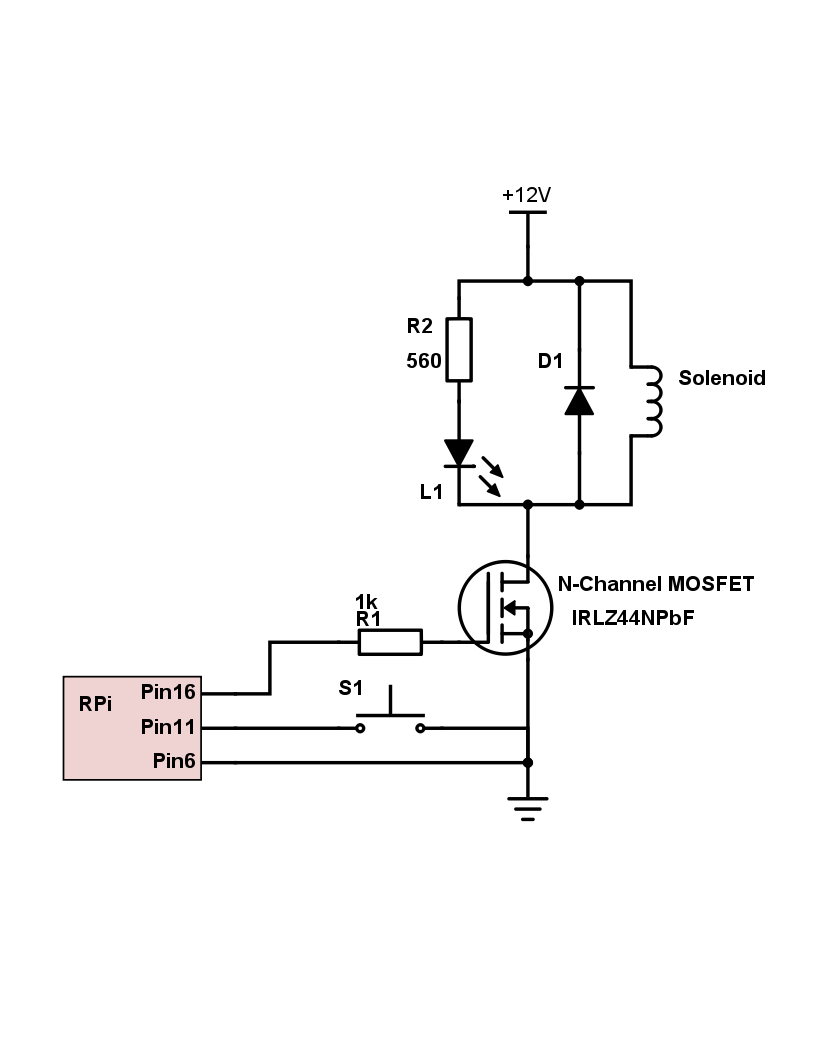 +12V
R2
560
D1
Solenoid
L1
N-Channel MOSFET
IRLZ44NPbF
1k
R1
S1
RPi
Pin16
Pin11
Pin6